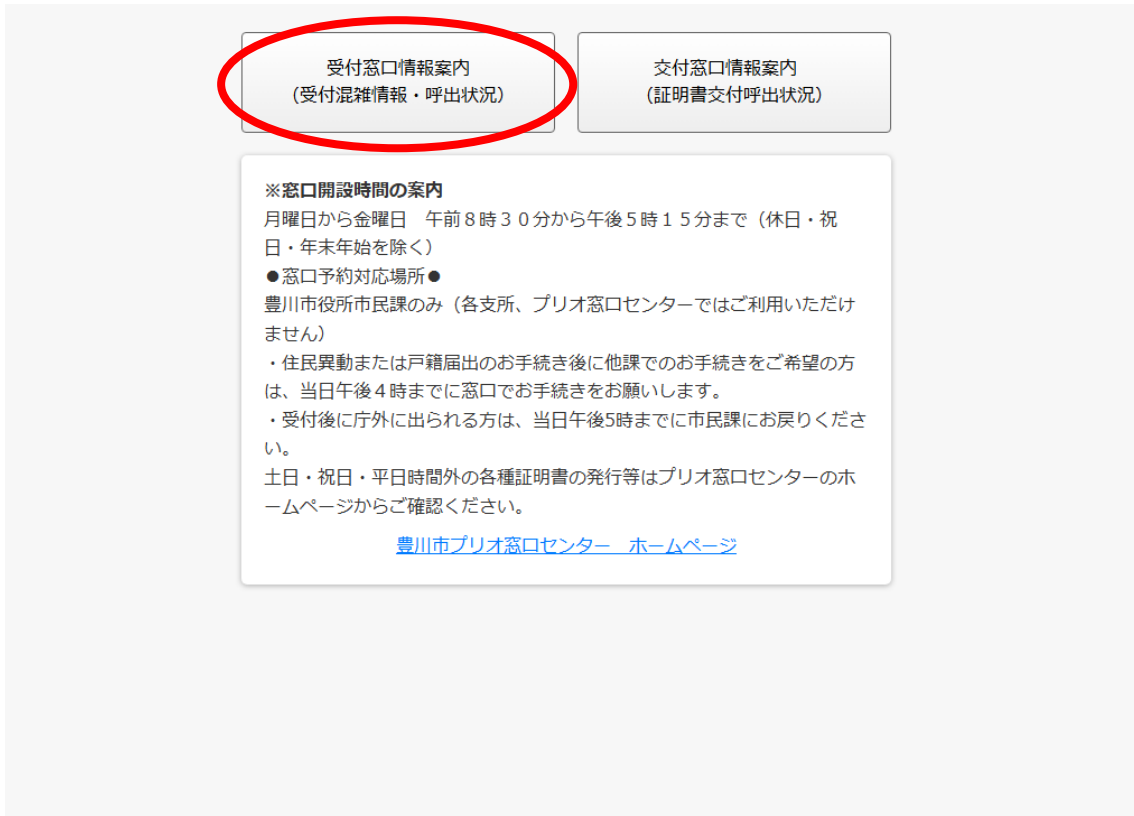 受付窓口情報案内
（受付混雑情報・呼出状況）
交付窓口情報案内
（証明書交付呼出状況）
※窓口開設時間の案内
月曜日から金曜日　午前８時３０分から午後５時１５分まで（休日・祝
日・年末年始を除く）
●窓口予約対応場所●
豊川市役所市民課のみ（各支所、プリオ窓口センターではご利用いただけ
ません）
・住民異動または戸籍届出のお手続き後に他課でのお手続きをご希望の方
は、当日午後４時までに窓口でお手続きをお願いします。
・受付後に庁外に出られる方は、当日午後5時までに市民課にお戻りくださ
い。
土日・祝日・平日時間外の各種証明書の発行等はプリオ窓口センターのホ
ームページからご確認ください。
豊川市プリオ窓口センター　ホームページ